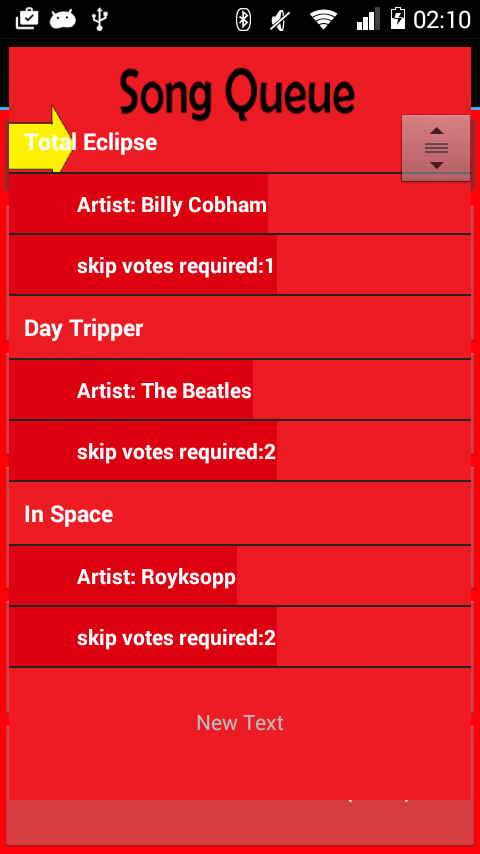 02:10
Song Queue
Total Eclipse
Artist: Billy Cobham
skip votes required:1
Day Tripper
Artist: The Beatles
skip votes required:2
In Space
Artist: Royksopp
skip votes required:2
New Text